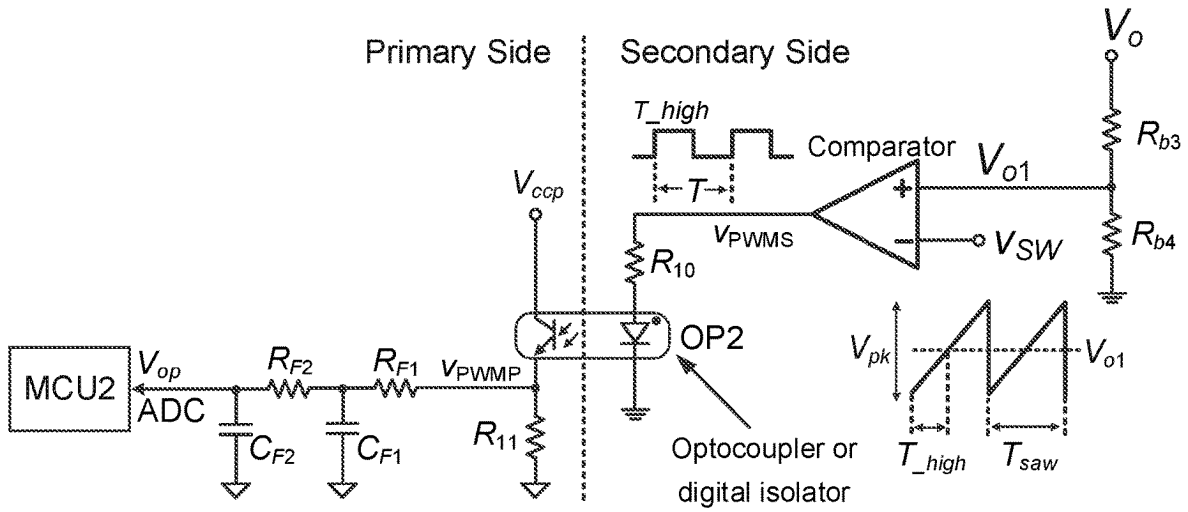 Primary Side
Secondary Side
V_o
T_high
Comparator
V_o1
R_b3
T
+
V_ccp
v_PWMS
−
v_SW
R_b4
R_10
OP2
V_pk
V_o1
MCU2
V_op
ADC
R_F2
R_F1
v_PWMP
C_F2
C_F1
R_11
Optocoupler or
digital isolator
T_high
T_saw